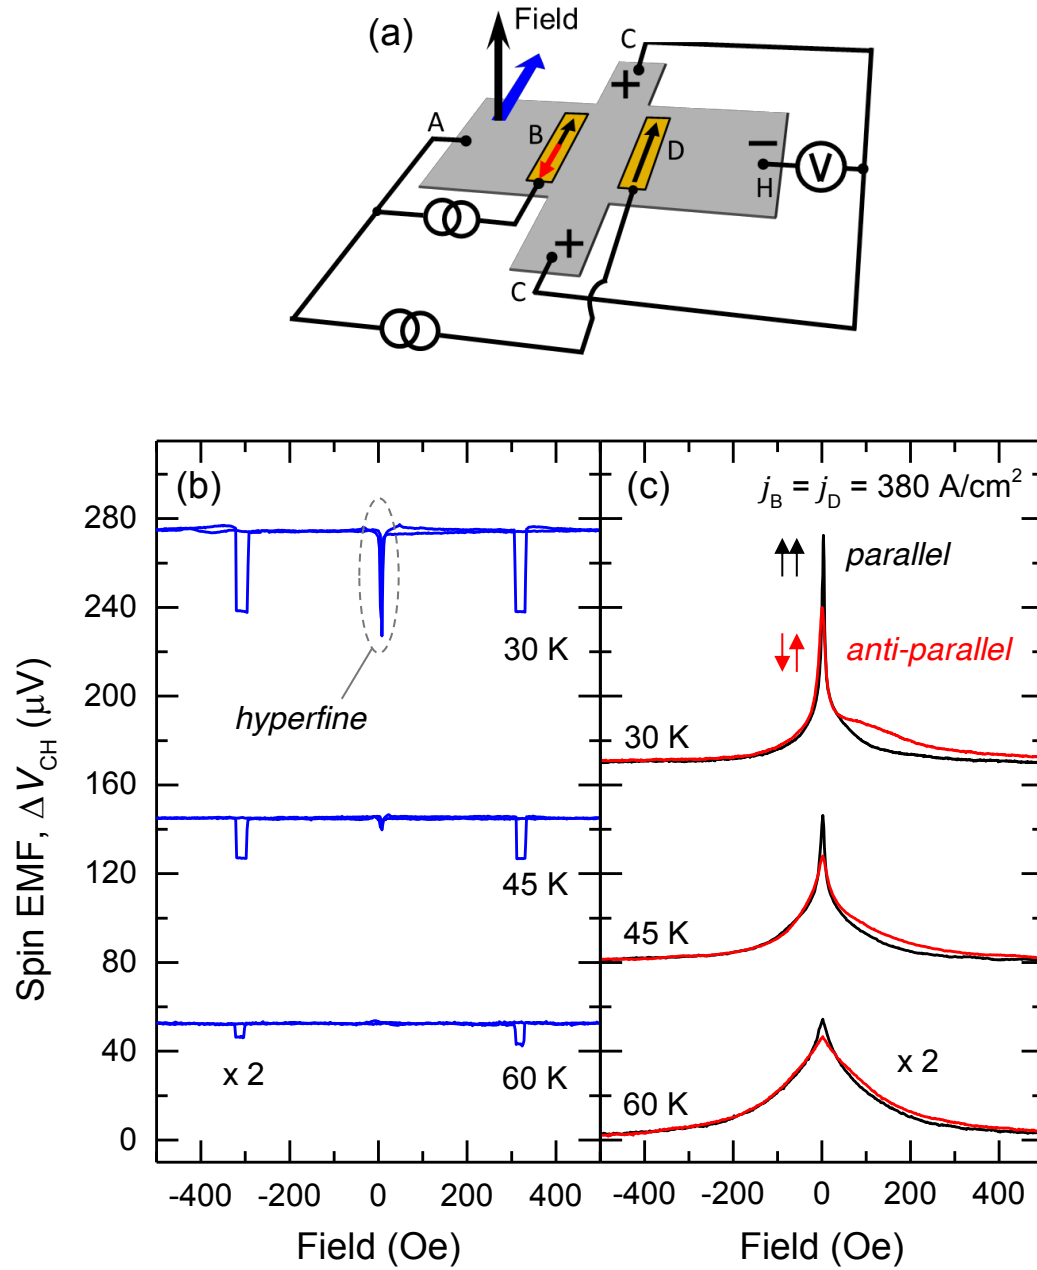 (a)
Field
C
A
B
D
+
−
H
V
+
C
(b)
(c)
j_B = j_D = 380 A/cm²
280
parallel
240
30 K
anti-parallel
hyperfine
200
30 K
160
45 K
120
45 K
80
x 2
60 K
40
60 K
x 2
0
Spin EMF, ΔV_CH (μV)
-400 -200 0 200 400
-400 -200 0 200 400
Field (Oe)
Field (Oe)